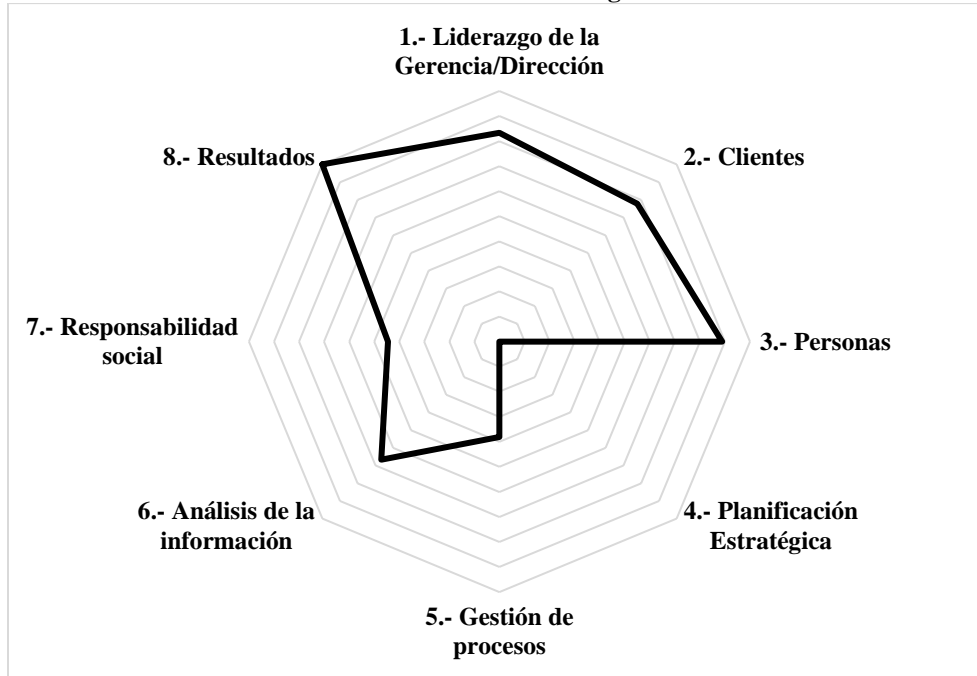 1.- Liderazgo de la
Gerencia/Dirección
2.- Clientes
3.- Personas
4.- Planificación
Estratégica
5.- Gestión de
procesos
6.- Análisis de la
información
7.- Responsabilidad
social
8.- Resultados